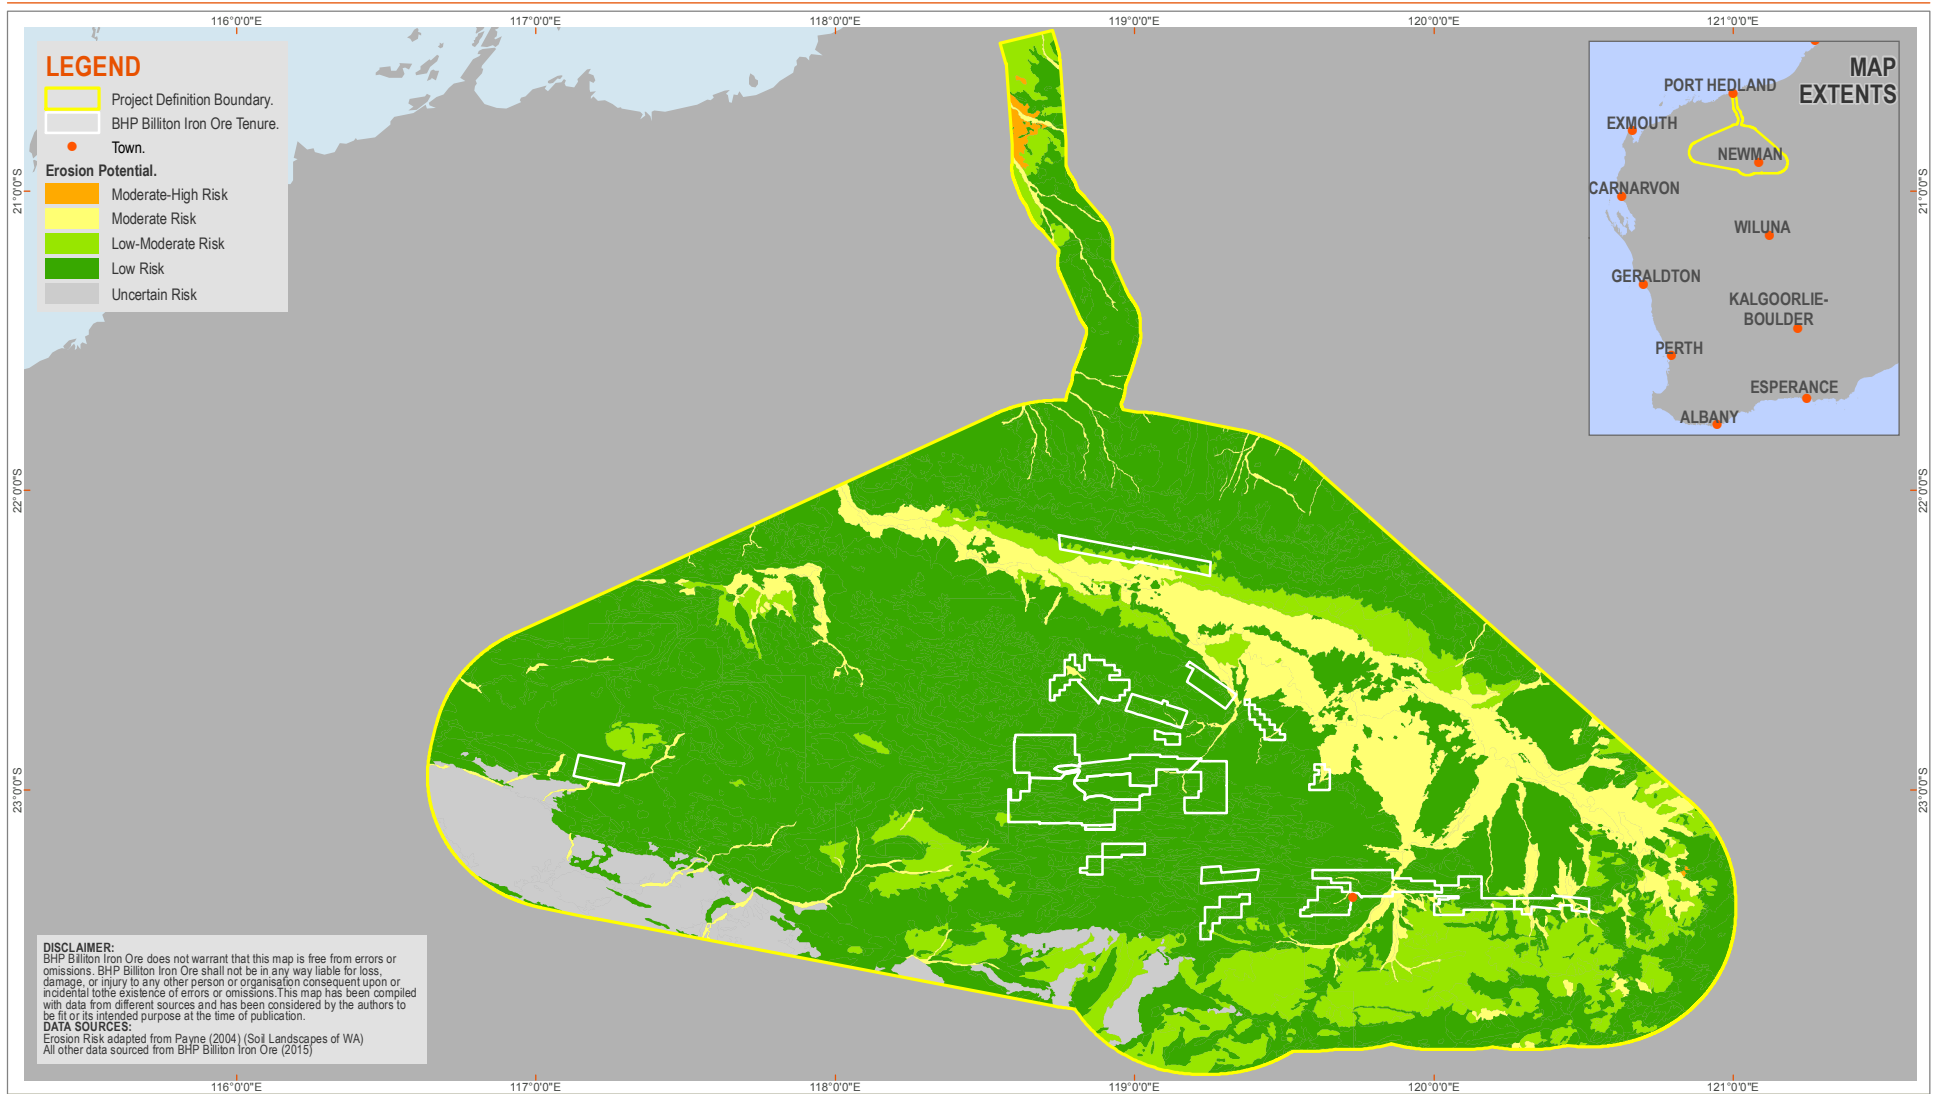 116°0'0"E 117°0'0"E 118°0'0"E 119°0'0"E 120°0'0"E 121°0'0"E
LEGEND
Project Definition Boundary.
BHP Billiton Iron Ore Tenure.
Town.
Erosion Potential.
Moderate-High Risk
Moderate Risk
Low-Moderate Risk
Low Risk
Uncertain Risk
MAP
EXTENTS
PORT HEDLAND
EXMOUTH
NEWMAN
CARNARVON
WILUNA
GERALDTON
KALGOORLIE-
BOULDER
PERTH
ESPERANCE
ALBANY
21°0'0"S
21°0'0"S
22°0'0"S
22°0'0"S
23°0'0"S
23°0'0"S
DISCLAIMER:
BHP Billiton Iron Ore does not warrant that this map is free from errors or
omissions. BHP Billiton Iron Ore shall not be in any way liable for loss,
damage, or injury to any other person or organisation consequent upon or
incidental tothe existence of errors or omissions.This map has been compiled
with data from different sources and has been considered by the authors to
be fit or its intended purpose at the time of publication.
DATA SOURCES:
Erosion Risk adapted from Payne (2004) (Soil Landscapes of WA)
All other data sourced from BHP Billiton Iron Ore (2015)
116°0'0"E 117°0'0"E 118°0'0"E 119°0'0"E 120°0'0"E 121°0'0"E